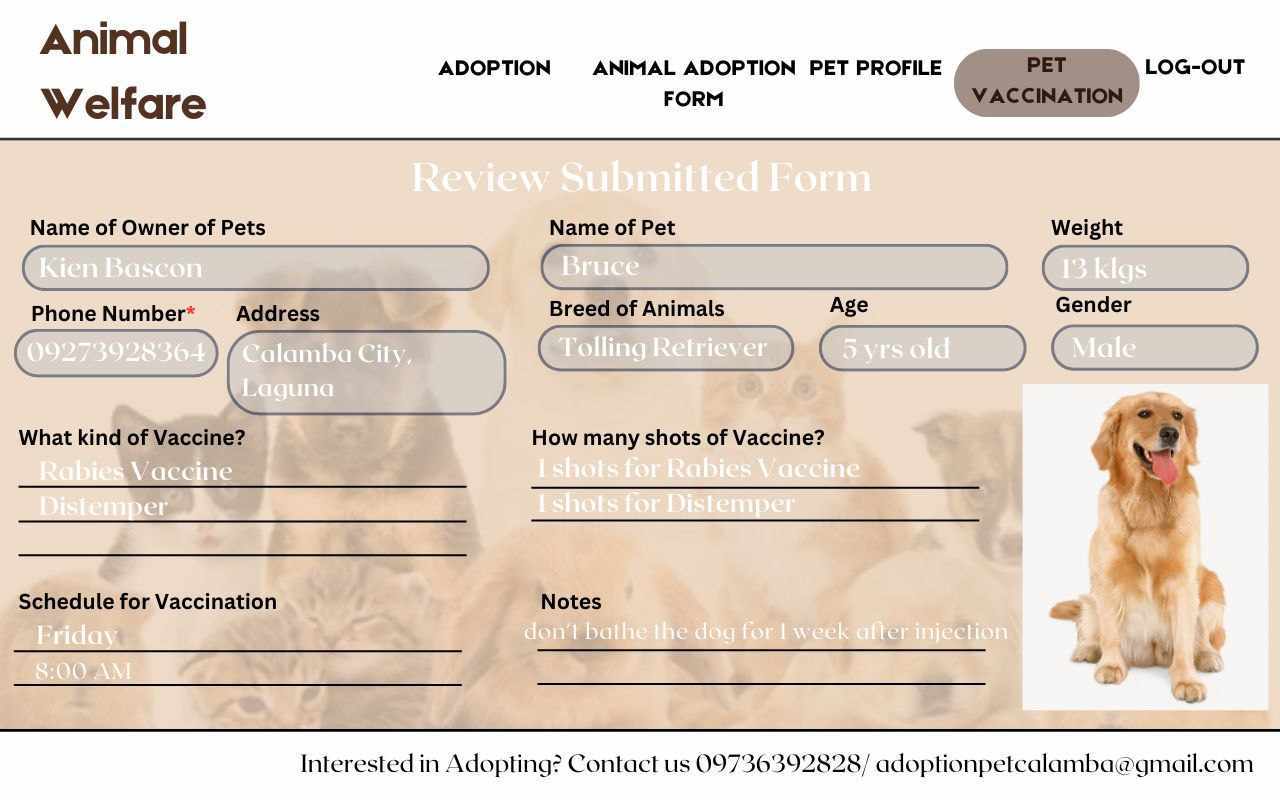 Animal
Welfare
ADOPTION
ANIMAL ADOPTION
FORM
PET PROFILE
PET
VACCINATION
LOG-OUT
Review Submitted Form
Name of Owner of Pets
Kien Bascon
Name of Pet
Bruce
Weight
13 klgs
Phone Number*
09273928364
Address
Calamba City,
Laguna
Breed of Animals
Tolling Retriever
Age
5 yrs old
Gender
Male
What kind of Vaccine?
Rabies Vaccine
Distemper
How many shots of Vaccine?
1 shots for Rabies Vaccine
1 shots for Distemper
Schedule for Vaccination
Friday
8:00 AM
Notes
don't bathe the dog for 1 week after injection
Interested in Adopting? Contact us 09736392828/ adoptionpetcalamba@gmail.com